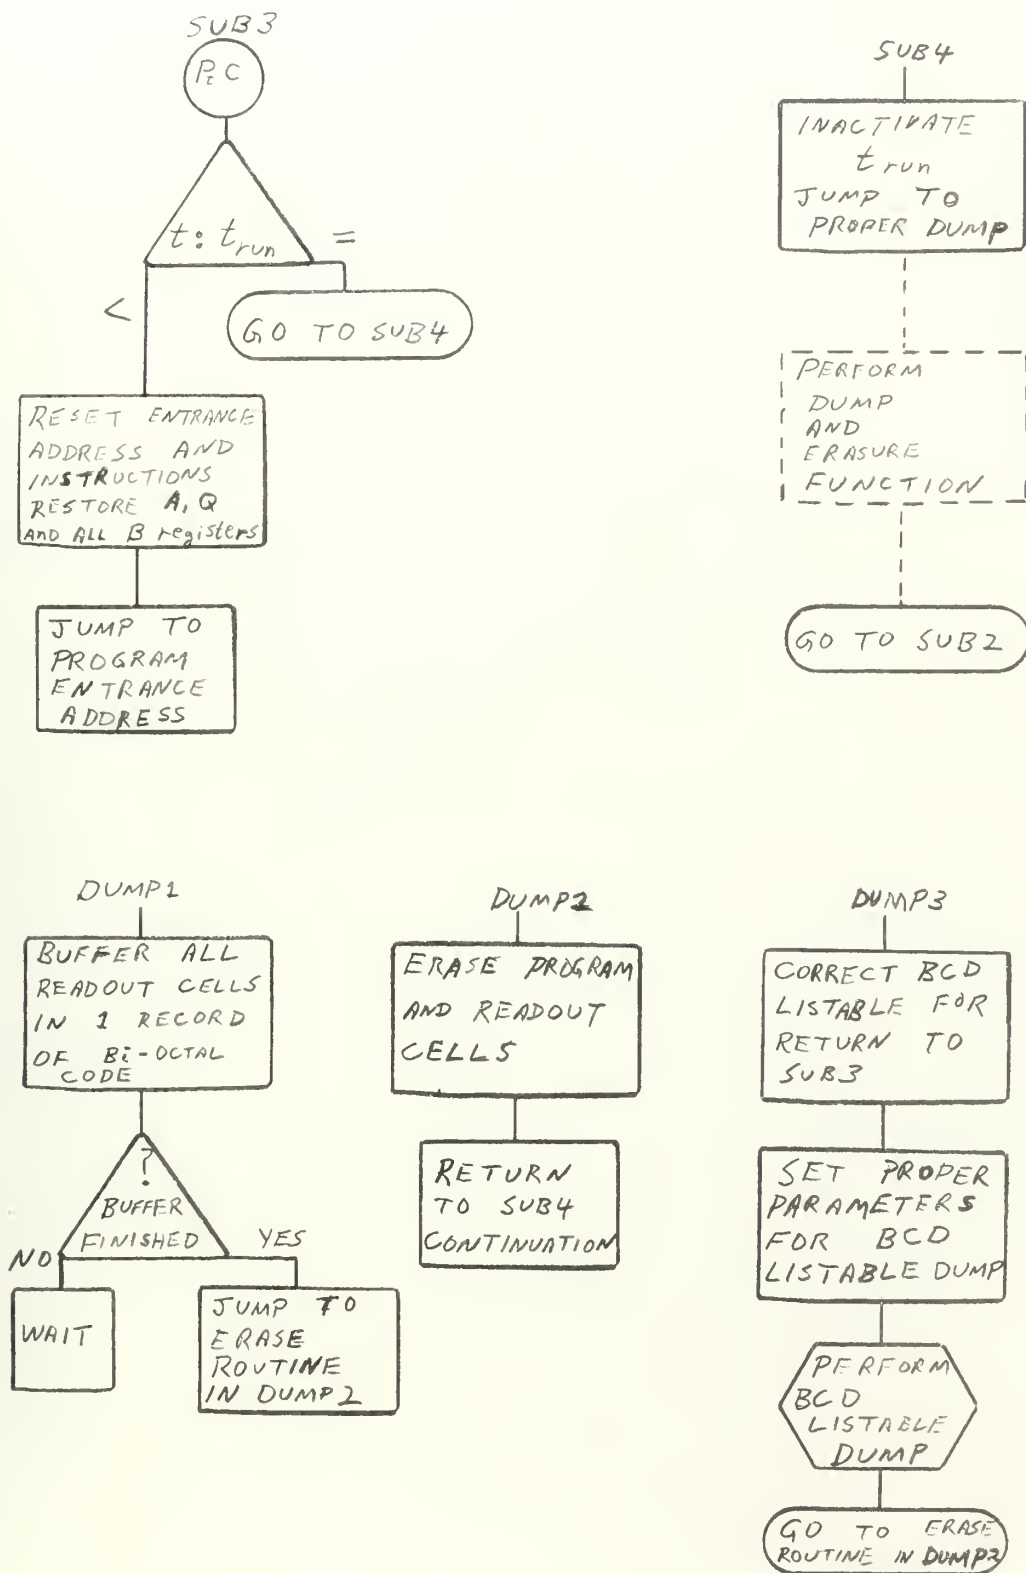 SUB3
PtC
t: t run
=
<
GO TO SUB4
RESET ENTRANCE
ADDRESS AND
INSTRUCTIONS
RESTORE A, Q
AND ALL B registers
JUMP TO
PROGRAM
ENTRANCE
ADDRESS
SUB4
INACTIVATE
t run
JUMP TO
PROPER DUMP
PERFORM
DUMP
AND
ERASURE
FUNCTION
GO TO SUB2
DUMP1
BUFFER ALL
READOUT CELLS
IN 1 RECORD
OF Bi-OCTAL
CODE
?
BUFFER
FINISHED
NO
YES
WAIT
JUMP TO
ERASE
ROUTINE
IN DUMP2
DUMP2
ERASE PROGRAM
AND READOUT
CELLS
RETURN
TO SUB4
CONTINUATION
DUMP3
CORRECT BCD
LISTABLE FOR
RETURN TO
SUB3
SET PROPER
PARAMETERS
FOR BCD
LISTABLE DUMP
PERFORM
BCD
LISTABLE
DUMP
GO TO ERASE
ROUTINE IN DUMP2